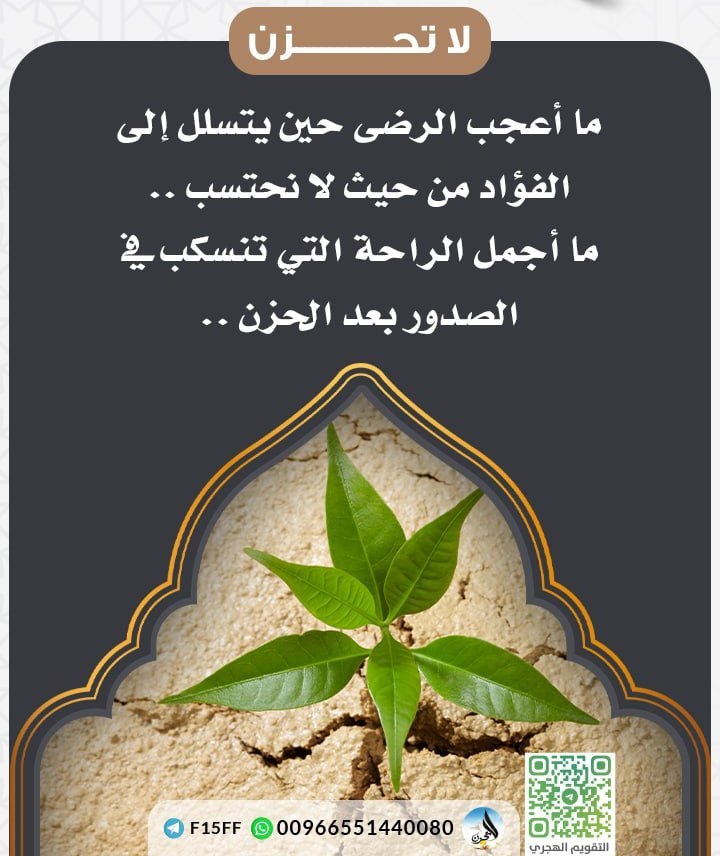 لا تحـــــــــزن
ما أعجب الرضى حين يتسلل إلى
الفؤاد من حيث لا نحتسب ..
ما أجمل الراحة التي تنسكب في
الصدور بعد الحزن ..
F15FF 00966551440080
التقويم الهجري